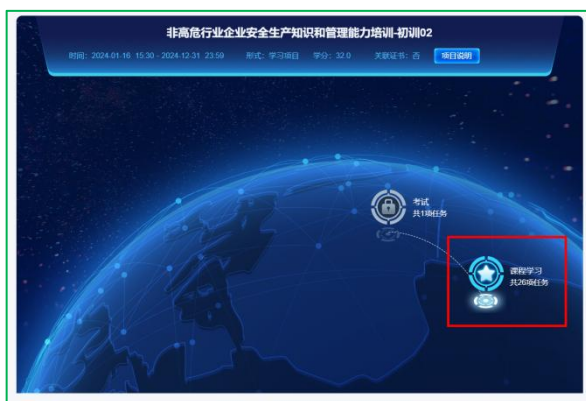 非高危行业企业安全生产知识和管理能力培训-初训02
时间：2024-01-16 15:30 - 2024-12-31 23:59 形式：学习项目 学分：32.0 关联证书：否 项目说明
考试
共1项任务
课程学习
共26项任务